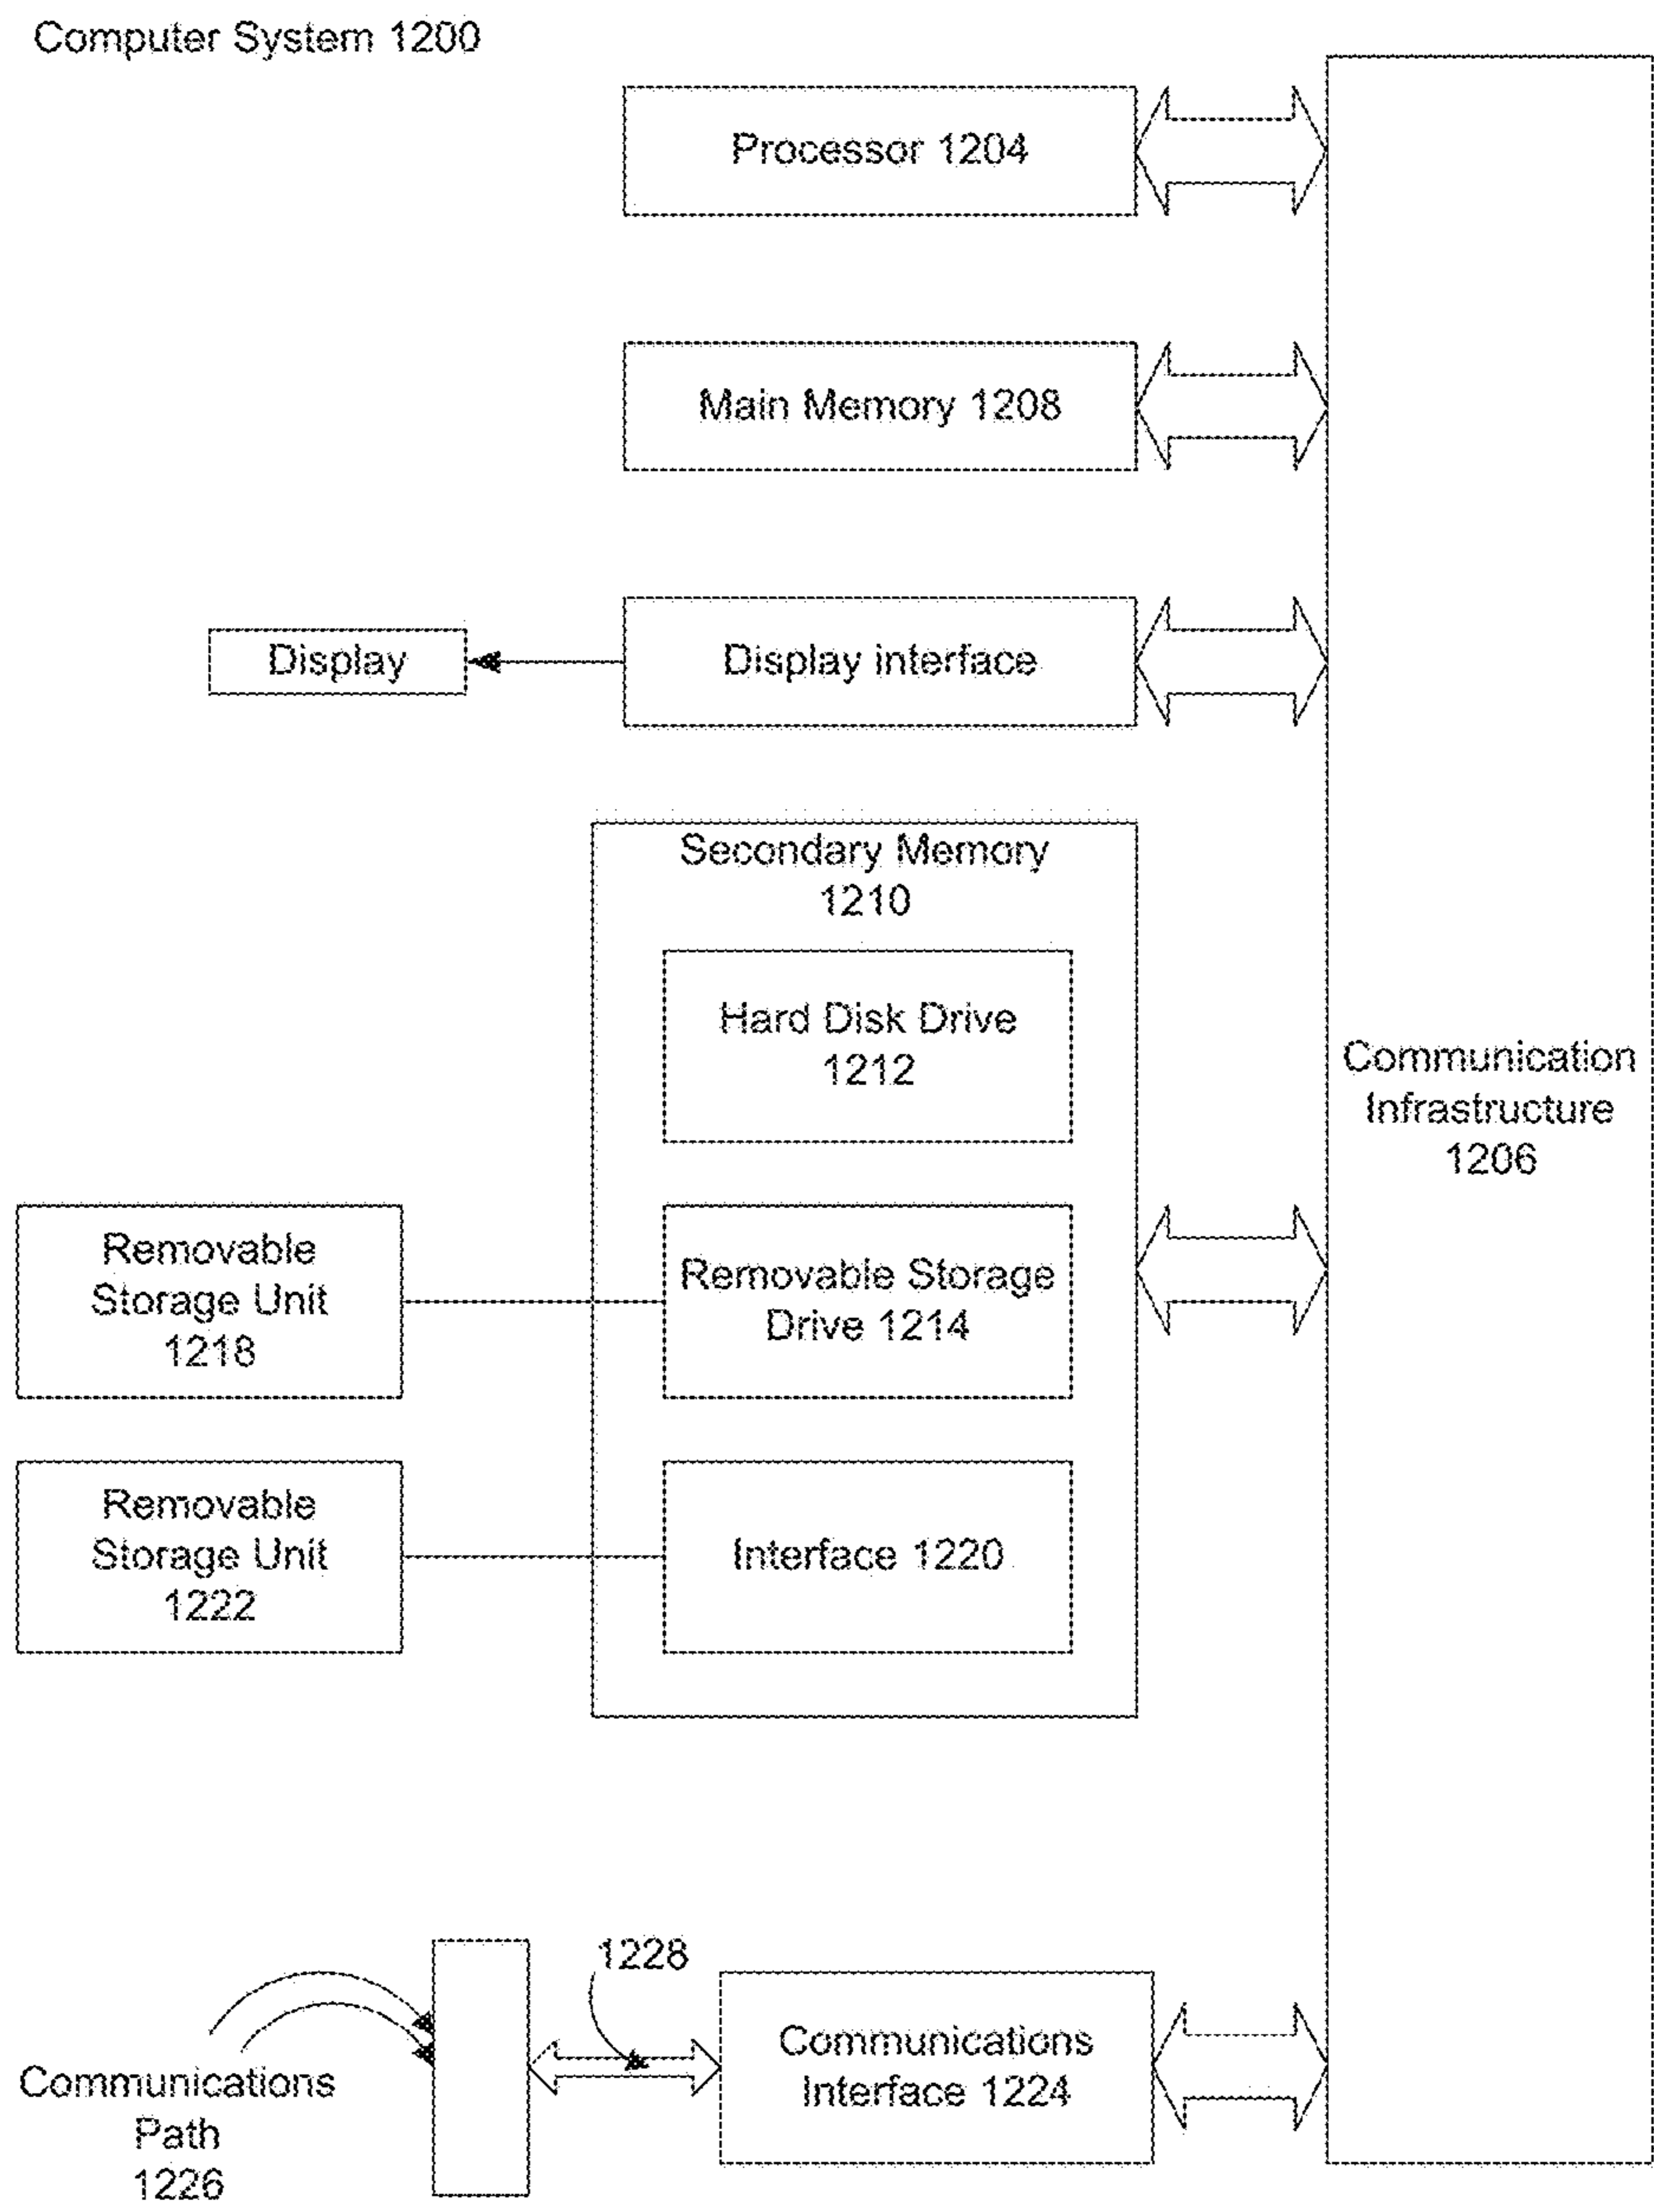 Computer System 1200
Processor 1204
Main Memory 1208
Display
Display interface
Secondary Memory
1210
Hard Disk Drive
1212
Communication
Infrastructure
1206
Removable
Storage Unit
1218
Removable Storage
Drive 1214
Removable
Storage Unit
1222
Interface 1220
1228
Communications
Interface 1224
Communications
Path
1226